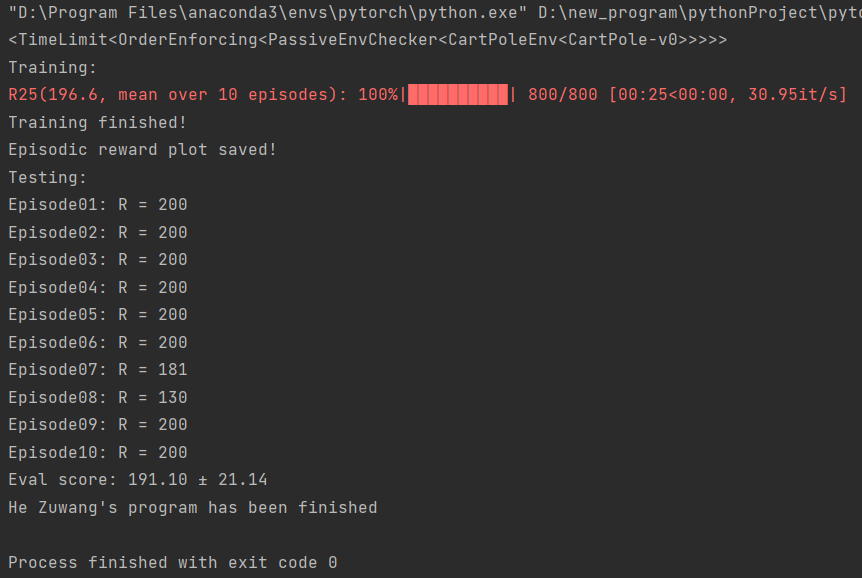 "D:\Program Files\anaconda3\envs\pytorch\python.exe" D:\new_program\pythonProject\pyto
<TimeLimit<OrderEnforcing<PassiveEnvChecker<CartPoleEnv<CartPole-v0>>>>>
Training:
R25(196.6, mean over 10 episodes): 100%|██████████| 800/800 [00:25<00:00, 30.95it/s]
Training finished!
Episodic reward plot saved!
Testing:
Episode01: R = 200
Episode02: R = 200
Episode03: R = 200
Episode04: R = 200
Episode05: R = 200
Episode06: R = 200
Episode07: R = 181
Episode08: R = 130
Episode09: R = 200
Episode10: R = 200
Eval score: 191.10 ± 21.14
He Zuwang's program has been finished
Process finished with exit code 0